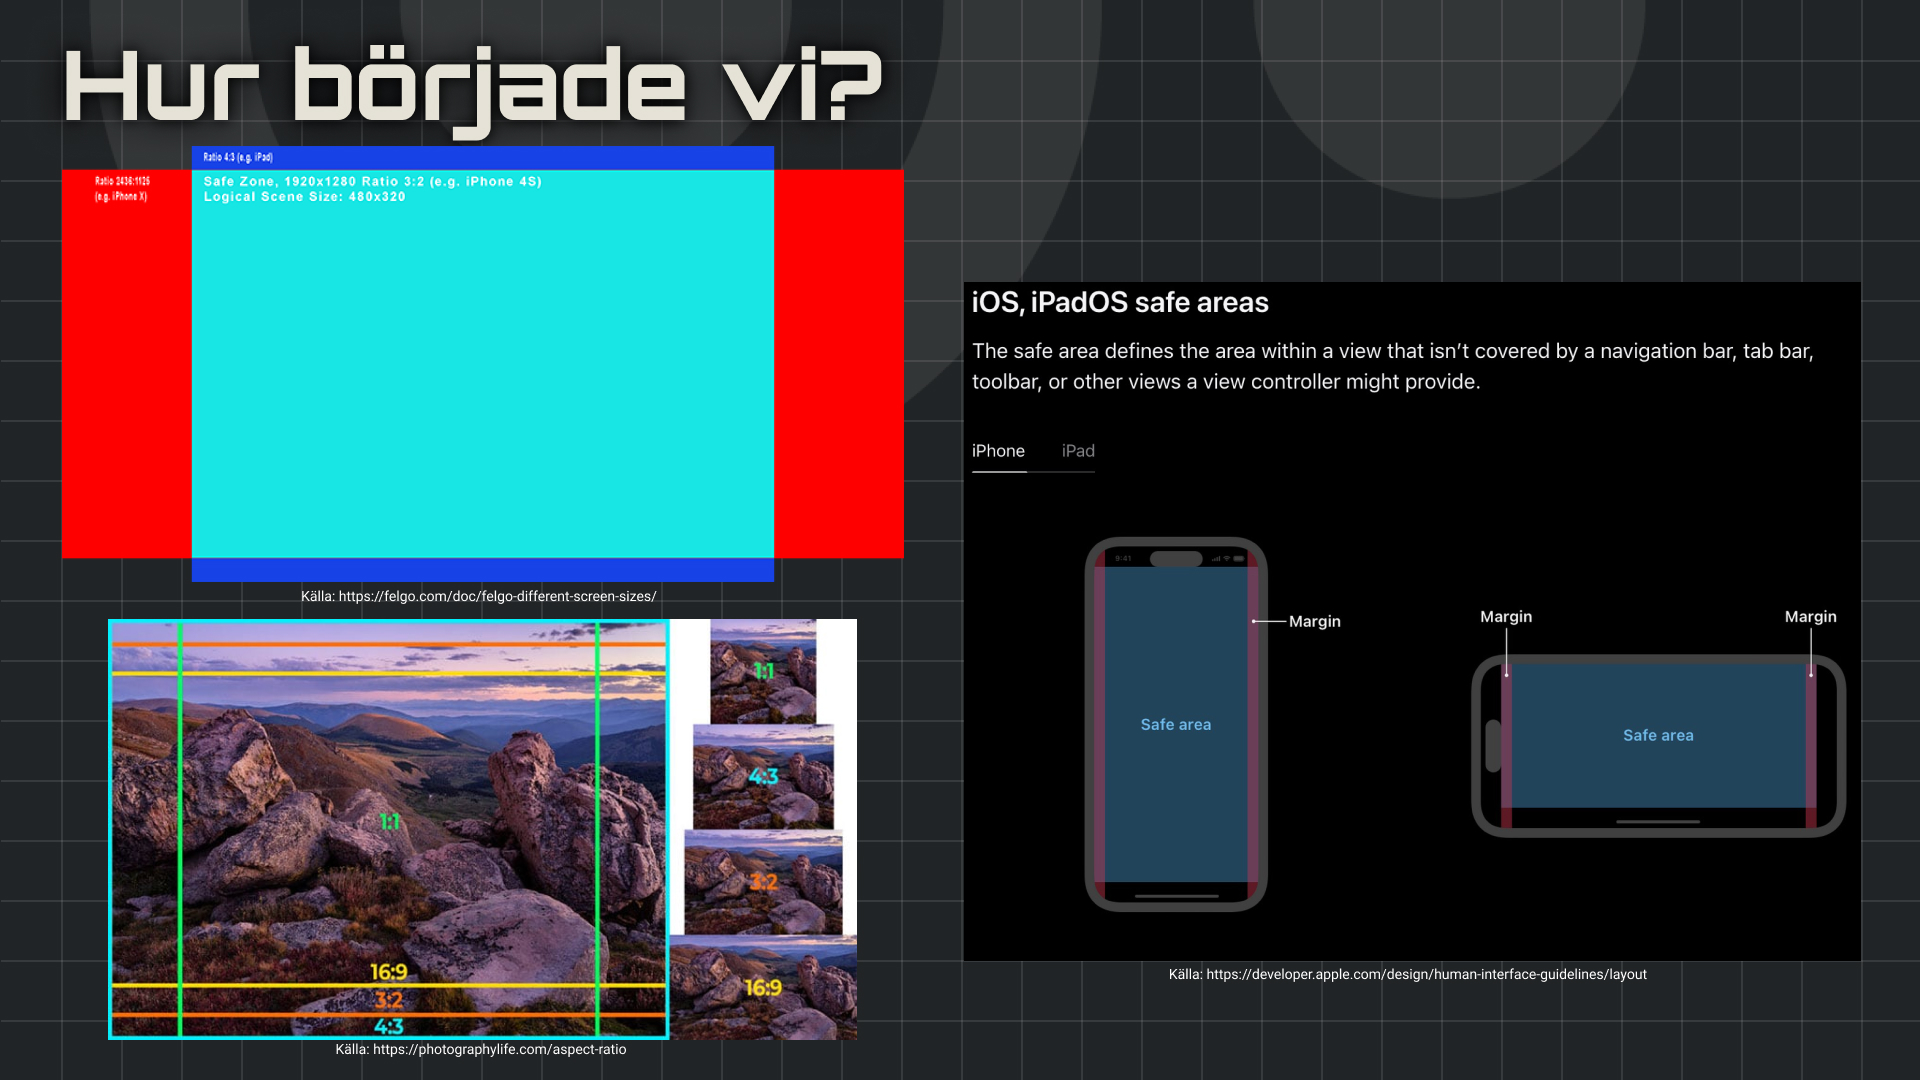 Hur började vi?
Ratio 4:3 (e.g. iPad)
Ratio 2436:1125
(e.g. iPhone X)
Safe Zone, 1920x1280 Ratio 3:2 (e.g. iPhone 4S)
Logical Scene Size: 480x320
Källa: https://felgo.com/doc/felgo-different-screen-sizes/
1:1
16:9
3:2
4:3
1:1
4:3
3:2
16:9
Källa: https://photographylife.com/aspect-ratio
iOS, iPadOS safe areas
The safe area defines the area within a view that isn’t covered by a navigation bar, tab bar,
toolbar, or other views a view controller might provide.
iPhone iPad
9:41
Margin
Safe area
Margin Margin
Safe area
Källa: https://developer.apple.com/design/human-interface-guidelines/layout